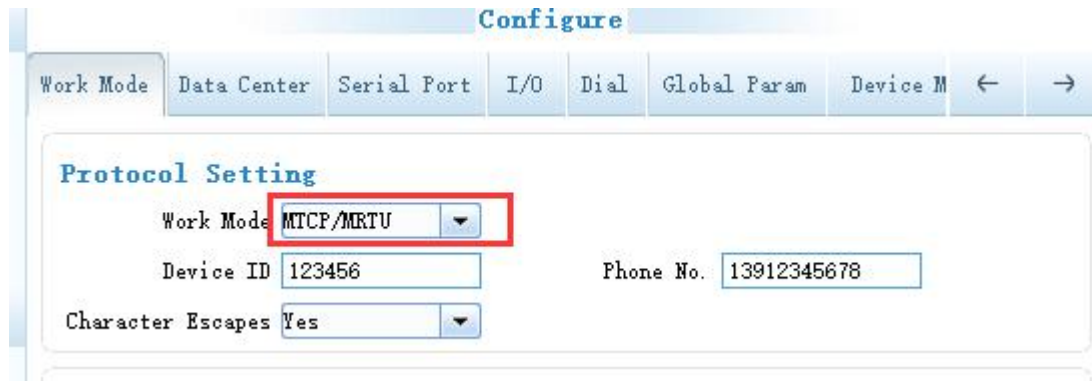 Configure
Work Mode Data Center Serial Port I/O Dial Global Param Device M ← →
Protocol Setting
Work Mode MTCP/MRTU
Device ID 123456 Phone No. 13912345678
Character Escapes Yes